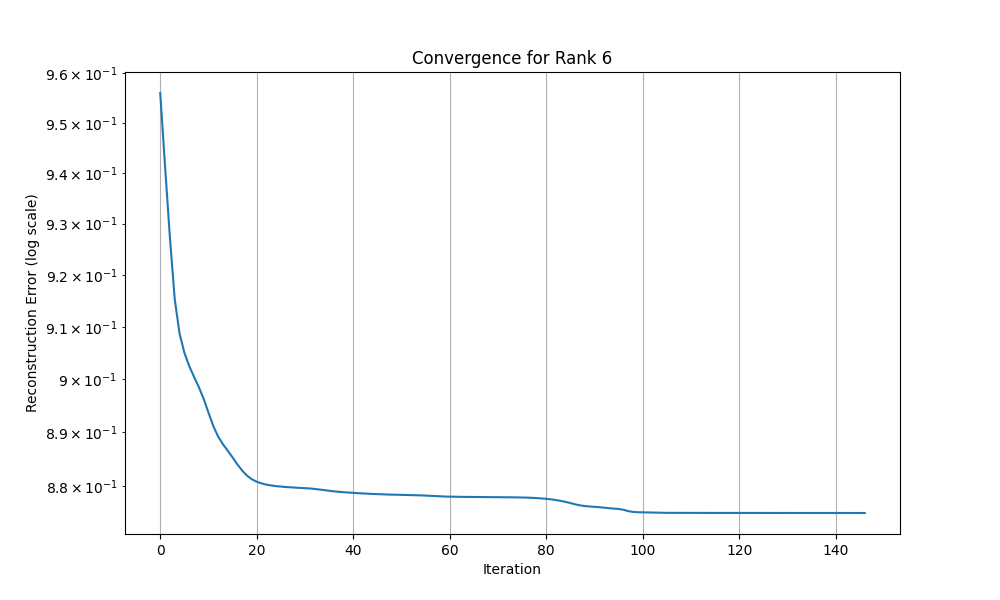 Convergence for Rank 6
Reconstruction Error (log scale)
9.6 × 10⁻¹
9.5 × 10⁻¹
9.4 × 10⁻¹
9.3 × 10⁻¹
9.2 × 10⁻¹
9.1 × 10⁻¹
9 × 10⁻¹
8.9 × 10⁻¹
8.8 × 10⁻¹
0 20 40 60 80 100 120 140
Iteration